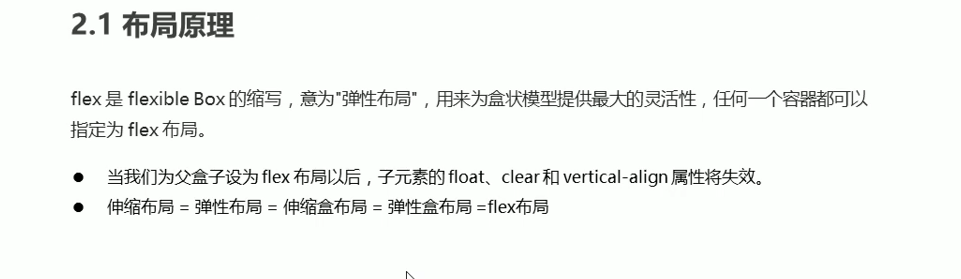 2.1 布局原理
flex 是 flexible Box 的缩写，意为"弹性布局"，用来为盒状模型提供最大的灵活性，任何一个容器都可以
指定为 flex 布局。
● 当我们为父盒子设为 flex 布局以后，子元素的 float、clear 和 vertical-align 属性将失效。
● 伸缩布局 = 弹性布局 = 伸缩盒布局 = 弹性盒布局 =flex布局